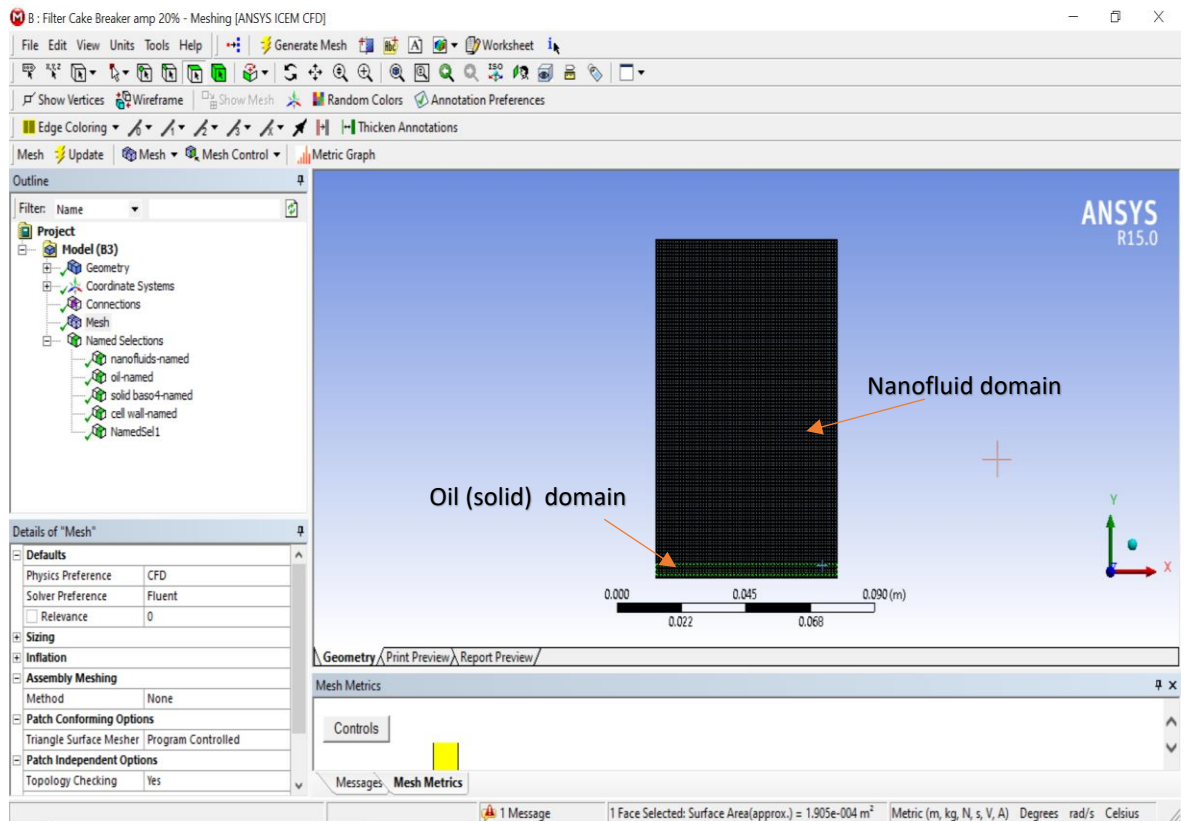 B : Filter Cake Breaker amp 20% - Meshing [ANSYS ICEM CFD]
File Edit View Units Tools Help Generate Mesh Worksheet
Show Vertices Wireframe Show Mesh Random Colors Annotation Preferences
Edge Coloring Thicken Annotations
Mesh Update Mesh Mesh Control Metric Graph
Outline
Filter: Name
Project
Model (B3)
Geometry
Coordinate Systems
Connections
Mesh
Named Selections
nanofluids-named
oil-named
solid baso4-named
cell wall-named
NamedSel1
Details of "Mesh"
Defaults
Physics Preference CFD
Solver Preference Fluent
Relevance 0
Sizing
Inflation
Assembly Meshing
Method None
Patch Conforming Options
Triangle Surface Mesher Program Controlled
Patch Independent Options
Topology Checking Yes
ANSYS
R15.0
Nanofluid domain
Oil (solid) domain
Y
X
0.000 0.045 0.090 (m)
0.022 0.068
Geometry Print Preview Report Preview
Mesh Metrics
Controls
Messages Mesh Metrics
1 Message 1 Face Selected: Surface Area(approx.) = 1.905e-004 m² Metric (m, kg, N, s, V, A) Degrees rad/s Celsius